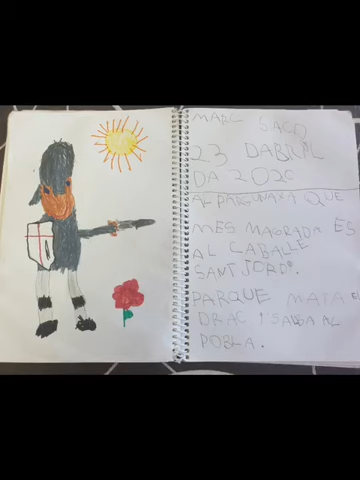 MARC SACO
23 DABRIL
DA 2020
AL PARGUNAXA QUE
MES MAGRADA ES
AL CABALLE
SANT JORDI.
PARQUE MATA EL
DRAC I SALBA AL
POBLA.